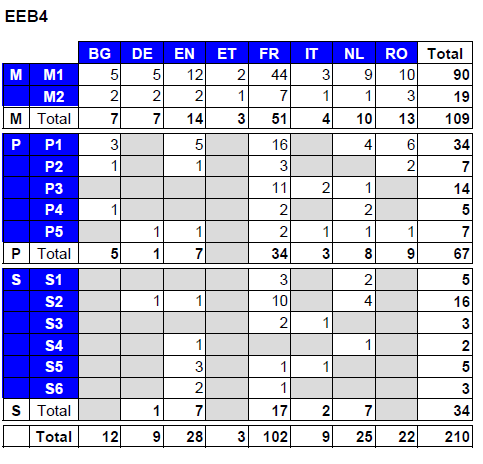 EEB4
BG DE EN ET FR IT NL RO Total
M M1 5 5 12 2 44 3 9 10 90
M2 2 2 2 1 7 1 1 3 19
M Total 7 7 14 3 51 4 10 13 109
P P1 3 5 16 4 6 34
P2 1 1 3 2 7
P3 11 2 1 14
P4 1 2 2 5
P5 1 1 2 1 1 1 7
P Total 5 1 7 34 3 8 9 67
S S1 3 2 5
S2 1 1 10 4 16
S3 2 1 3
S4 1 1 2
S5 3 1 1 5
S6 2 1 3
S Total 1 7 17 2 7 34
Total 12 9 28 3 102 9 25 22 210